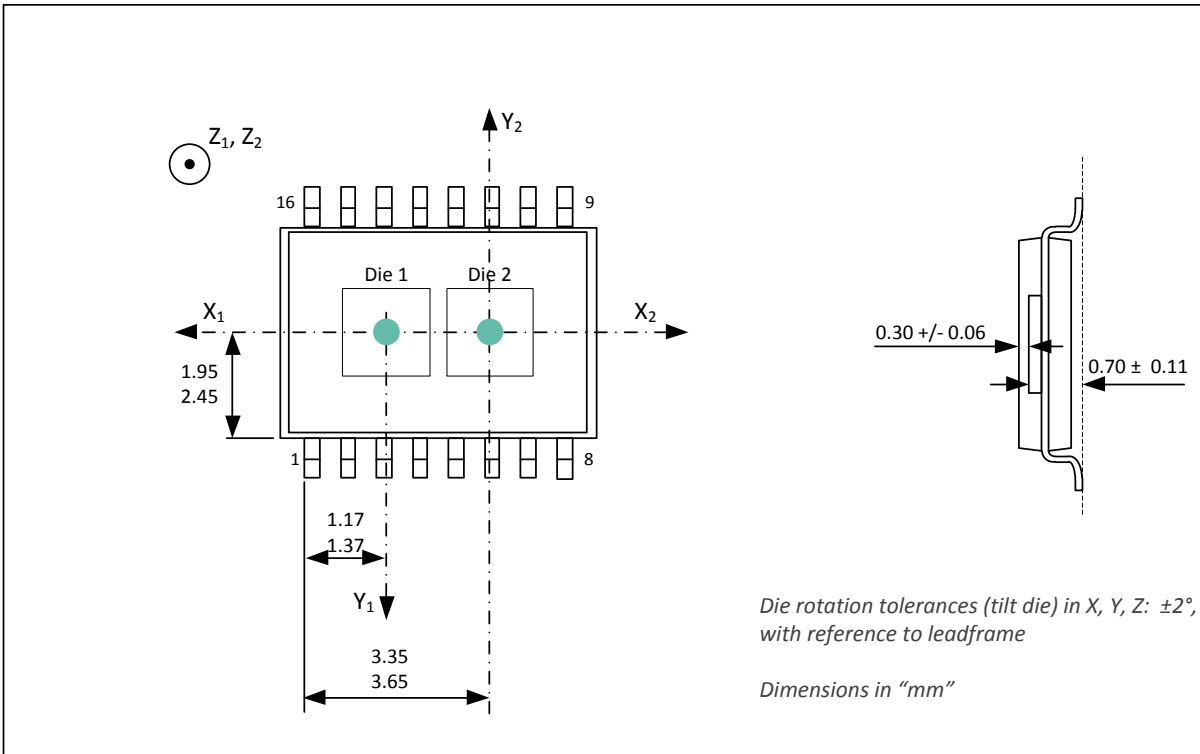 Z₁, Z₂
Y₂
16
9
Die 1
Die 2
X₁
X₂
0.30 +/- 0.06
0.70 ± 0.11
1.95
2.45
1
8
1.17
1.37
Y₁
3.35
3.65
Die rotation tolerances (tilt die) in X, Y, Z: ±2°,
with reference to leadframe
Dimensions in “mm”